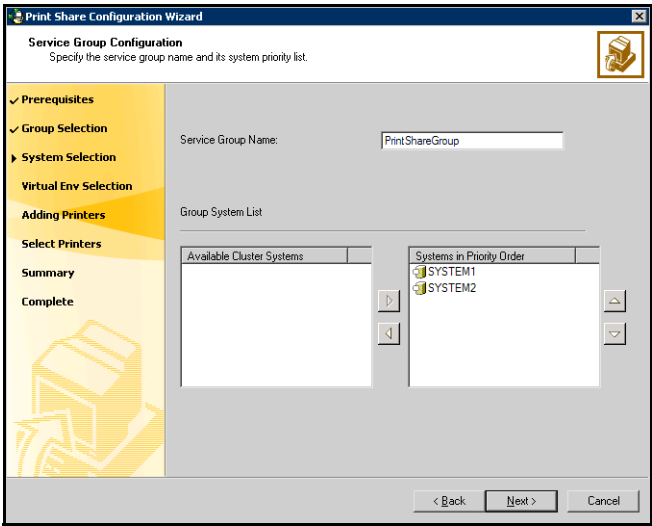 Print Share Configuration Wizard
Service Group Configuration
Specify the service group name and its system priority list.
Prerequisites
Group Selection
System Selection
Virtual Env Selection
Adding Printers
Select Printers
Summary
Complete
Service Group Name:
PrintShareGroup
Group System List
Available Cluster Systems
Systems in Priority Order
SYSTEM1
SYSTEM2
< Back
Next >
Cancel